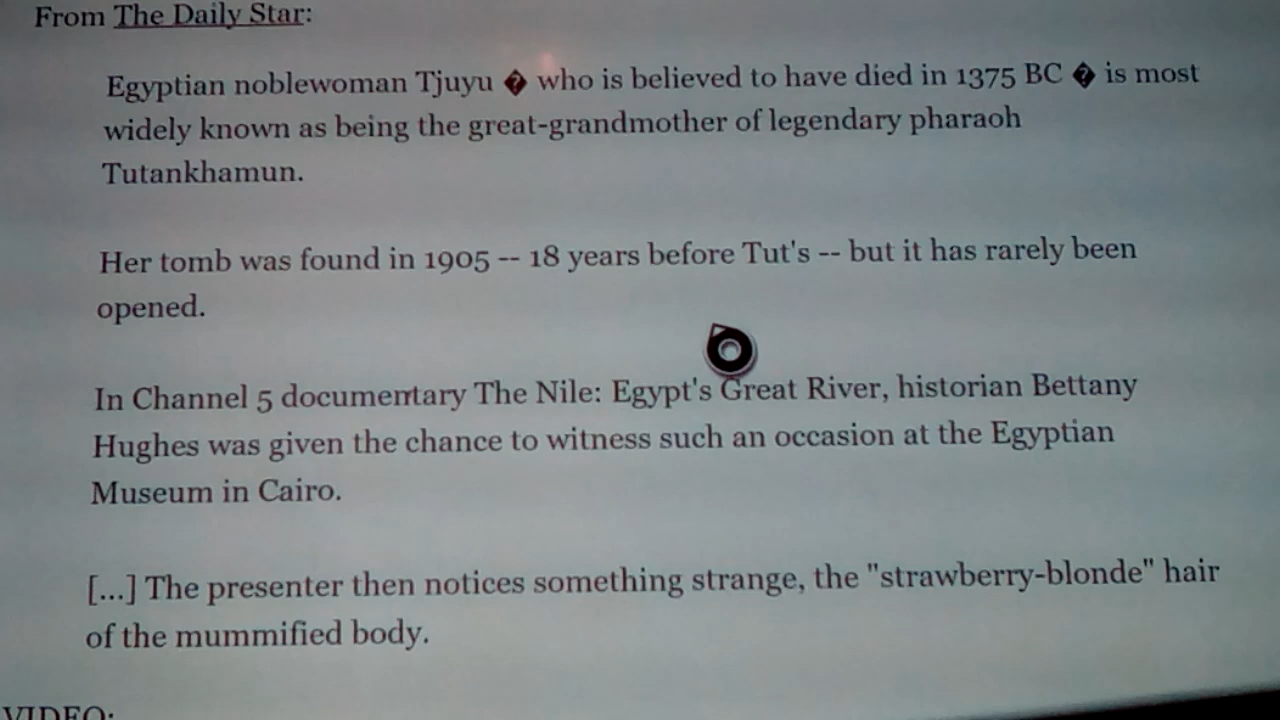 From The Daily Star:
Egyptian noblewoman Tjuyu � who is believed to have died in 1375 BC � is most
widely known as being the great-grandmother of legendary pharaoh
Tutankhamun.
Her tomb was found in 1905 -- 18 years before Tut's -- but it has rarely been
opened.
In Channel 5 documentary The Nile: Egypt's Great River, historian Bettany
Hughes was given the chance to witness such an occasion at the Egyptian
Museum in Cairo.
[...] The presenter then notices something strange, the "strawberry-blonde" hair
of the mummified body.
VIDEO: